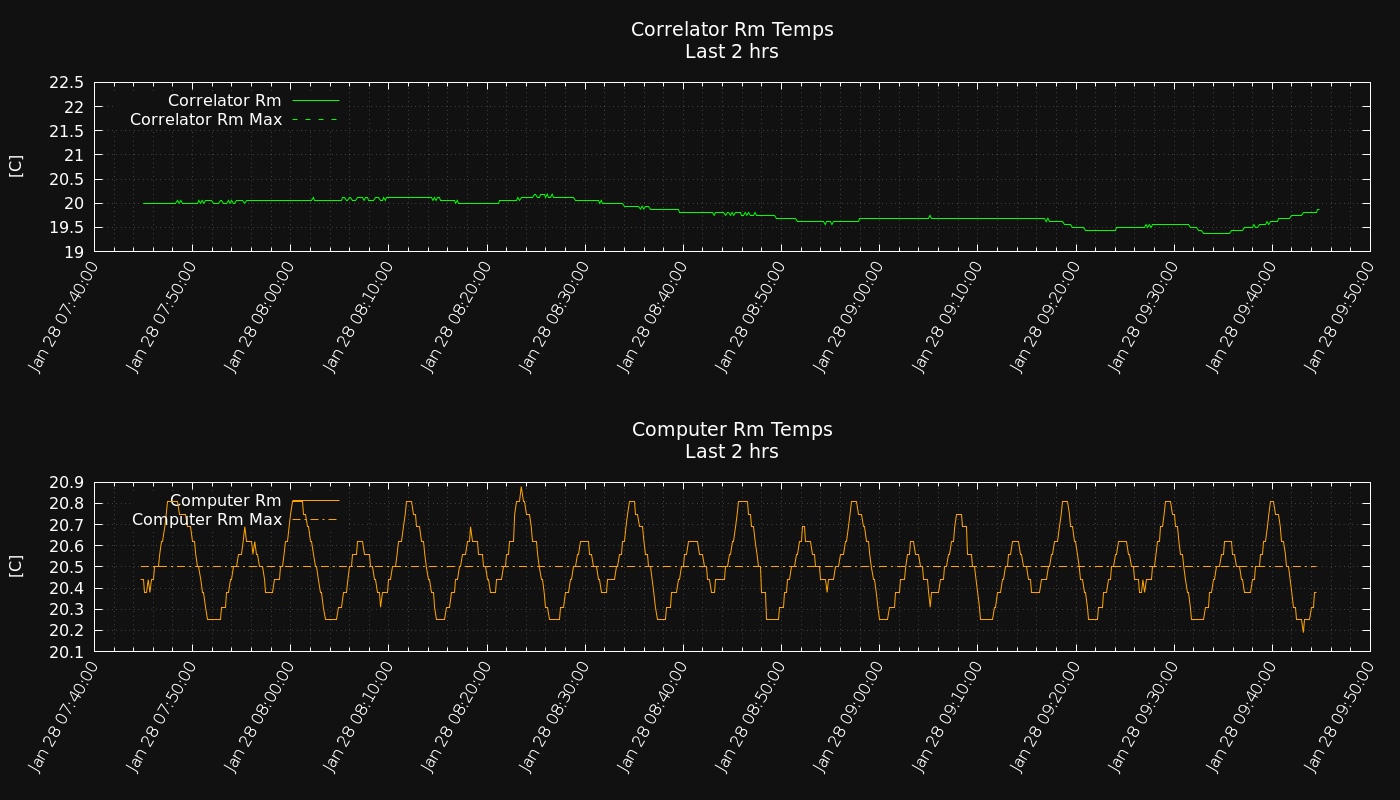 Correlator Rm Temps
Last 2 hrs
22.5
22
21.5
21
20.5
20
19.5
19
[C]
Correlator Rm
Correlator Rm Max
Jan 28 07:40:00
Jan 28 07:50:00
Jan 28 08:00:00
Jan 28 08:10:00
Jan 28 08:20:00
Jan 28 08:30:00
Jan 28 08:40:00
Jan 28 08:50:00
Jan 28 09:00:00
Jan 28 09:10:00
Jan 28 09:20:00
Jan 28 09:30:00
Jan 28 09:40:00
Jan 28 09:50:00
Computer Rm Temps
Last 2 hrs
20.9
20.8
20.7
20.6
20.5
20.4
20.3
20.2
20.1
[C]
Computer Rm
Computer Rm Max
Jan 28 07:40:00
Jan 28 07:50:00
Jan 28 08:00:00
Jan 28 08:10:00
Jan 28 08:20:00
Jan 28 08:30:00
Jan 28 08:40:00
Jan 28 08:50:00
Jan 28 09:00:00
Jan 28 09:10:00
Jan 28 09:20:00
Jan 28 09:30:00
Jan 28 09:40:00
Jan 28 09:50:00